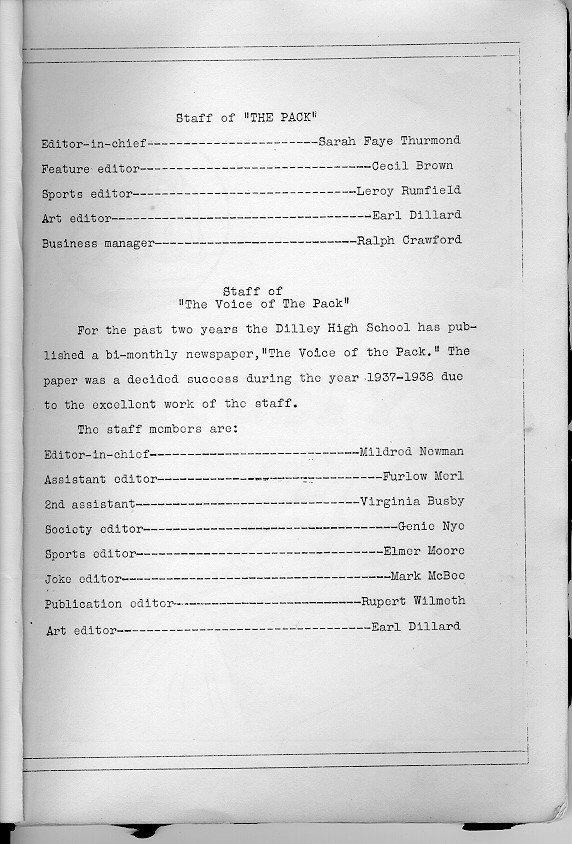 Staff of "THE PACK"
Editor-in-chief------------------------Sarah Faye Thurmond
Feature editor--------------------------------Cecil Brown
Sports editor-------------------------------Leroy Rumfield
Art editor------------------------------------Earl Dillard
Business manager----------------------------Ralph Crawford
Staff of
"The Voice of The Pack"
For the past two years the Dilley High School has pub-
lished a bi-monthly newspaper,"The Voice of the Pack." The
paper was a decided success during the year 1937-1938 due
to the excellent work of the staff.
The staff members are:
Editor-in-chief-----------------------------Mildred Newman
Assistant editor-------------------------------Furlow Merl
2nd assistant-------------------------------Virginia Busby
Society editor-----------------------------------Genie Nye
Sports editor----------------------------------Elmer Moore
Joke editor-------------------------------------Mark McBee
Publication editor--------------------------Rupert Wilmeth
Art editor-----------------------------------Earl Dillard